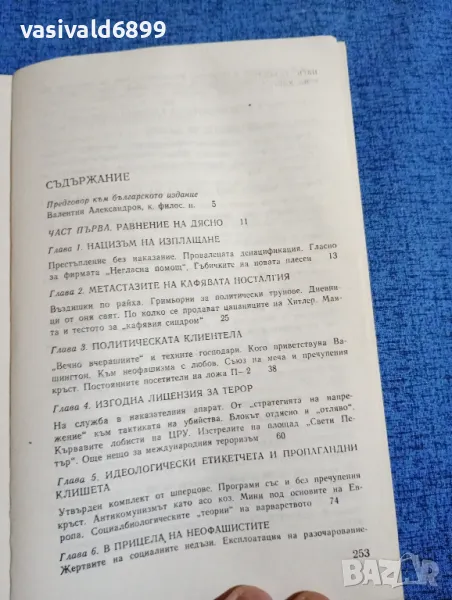 vasivald6899
СЪДЪРЖАНИЕ
Предговор към българското издание
Валентин Александров, к. филос. н. 5
ЧАСТ ПЪРВА. РАВНЕНИЕ НА ДЯСНО 11
Глава 1. НАЦИЗЪМ НА ИЗПЛАЩАНЕ
Престъпление без наказание. Провалената денацификация. Гласно
за фирмата „Негласна помощ“. Гъбичките на новата плесен 13
Глава 2. МЕТАСТАЗИТЕ НА КАФЯВАТА НОСТАЛГИЯ
Въздишки по райха. Гримьорни за политически трупове. Дневни-
ци от оня свят. По колко се продават цапаниците на Хитлер. Ман-
та и тестото за „кафявия синдром“ 25
Глава 3. ПОЛИТИЧЕСКАТА КЛИЕНТЕЛА
„Вечно вчерашните“ и техните господари. Кого приветствува Ва-
шингтон. Към неофашизма с любов. Съюз на меча и пречупения
кръст. Постоянните посетители на ложа П—2 38
Глава 4. ИЗГОДНА ЛИЦЕНЗИЯ ЗА ТЕРОР
На служба в наказателния апарат. От „стратегията на напре-
жение“ към тактиката на убийства. Блокът отдясно и „отляво“.
Кървавите лобисти на ЦРУ. Изстрелите на площад „Свети Пе-
тър“. Още нещо за международния тероризъм 60
Глава 5. ИДЕОЛОГИЧЕСКИ ЕТИКЕТЧЕТА И ПРОПАГАНДНИ
КЛИШЕТА
Утвърден комплект от шперцове. Програми със и без пречупения
кръст. Антикомунизмът като асо коз. Мини под основите на Ев-
ропа. Социалбиологическите „теории“ на варварството 74
Глава 6. В ПРИЦЕЛА НА НЕОФАШИСТИТЕ
Жертвите на социалните недъзи. Експлоатация на разочарование-
253
BAZAR